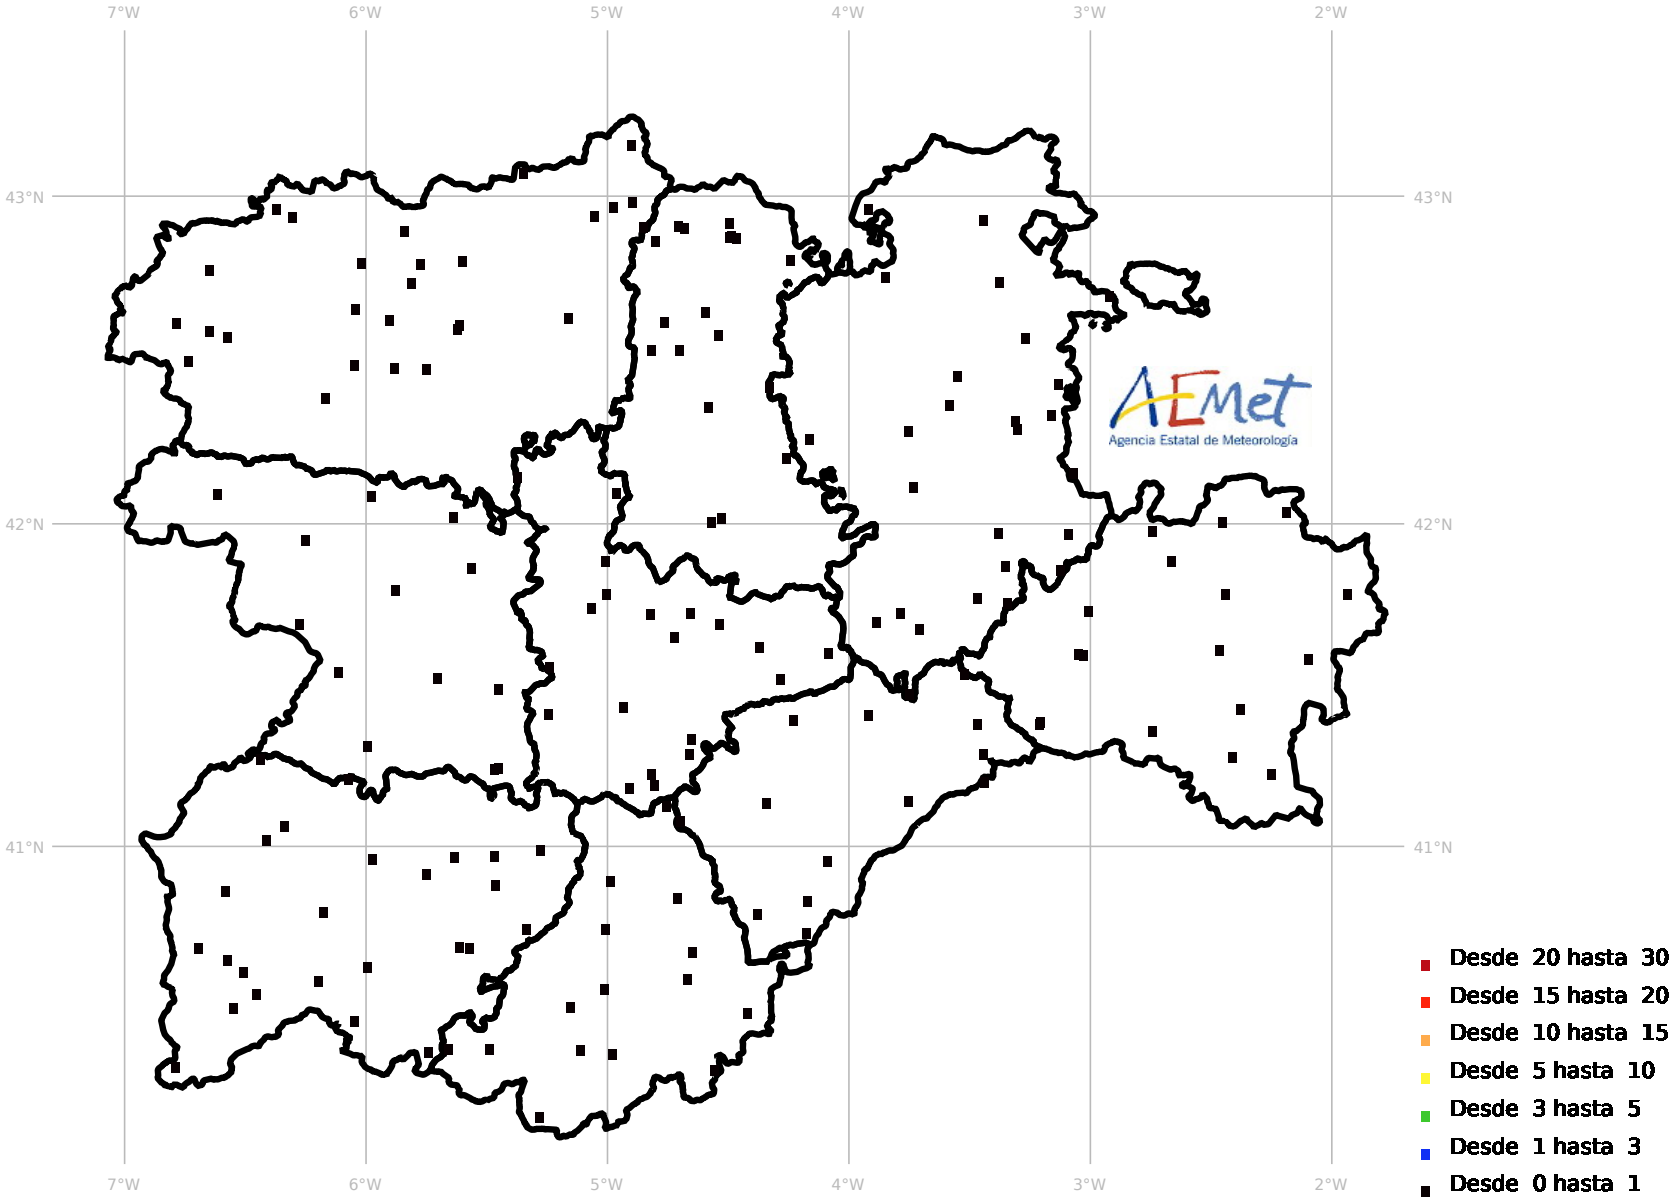 7°W 6°W 5°W 4°W 3°W 2°W
43°N 43°N
AEMet
Agencia Estatal de Meteorología
42°N 42°N
41°N 41°N
Desde 20 hasta 30
Desde 15 hasta 20
Desde 10 hasta 15
Desde 5 hasta 10
Desde 3 hasta 5
Desde 1 hasta 3
Desde 0 hasta 1
7°W 6°W 5°W 4°W 3°W 2°W